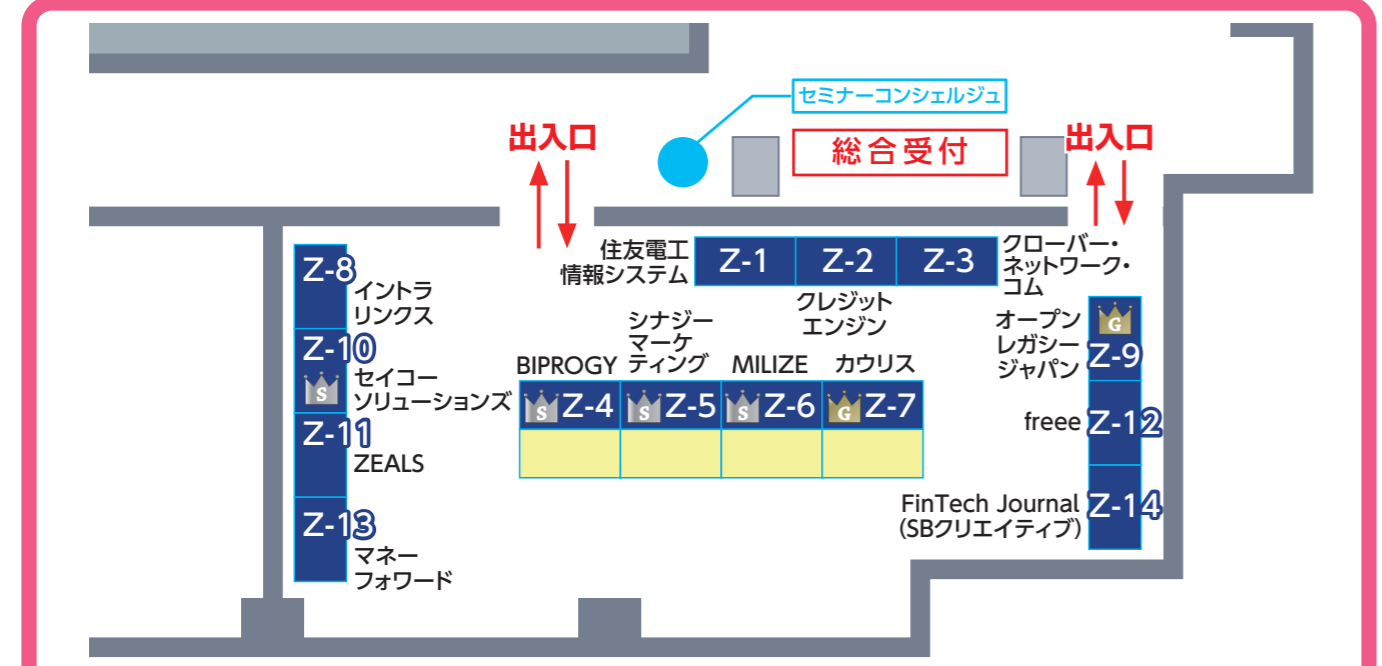 セミナーコンシェルジュ
出入口
総合受付
出入口
住友電工
情報システム
Z-1
Z-2
Z-3
クローバー・
ネットワーク・
コム
クレジット
エンジン
Z-8
イントラ
リンクス
Z-10
S
セイコー
ソリューションズ
Z-11
ZEALS
Z-13
マネー
フォワード
BIPROGY
S Z-4
シナジー
マーケ
ティング
S Z-5
MILIZE
S Z-6
カウリス
G Z-7
オープン
レガシー
ジャパン
G
Z-9
freee
Z-12
FinTech Journal
(SBクリエイティブ)
Z-14